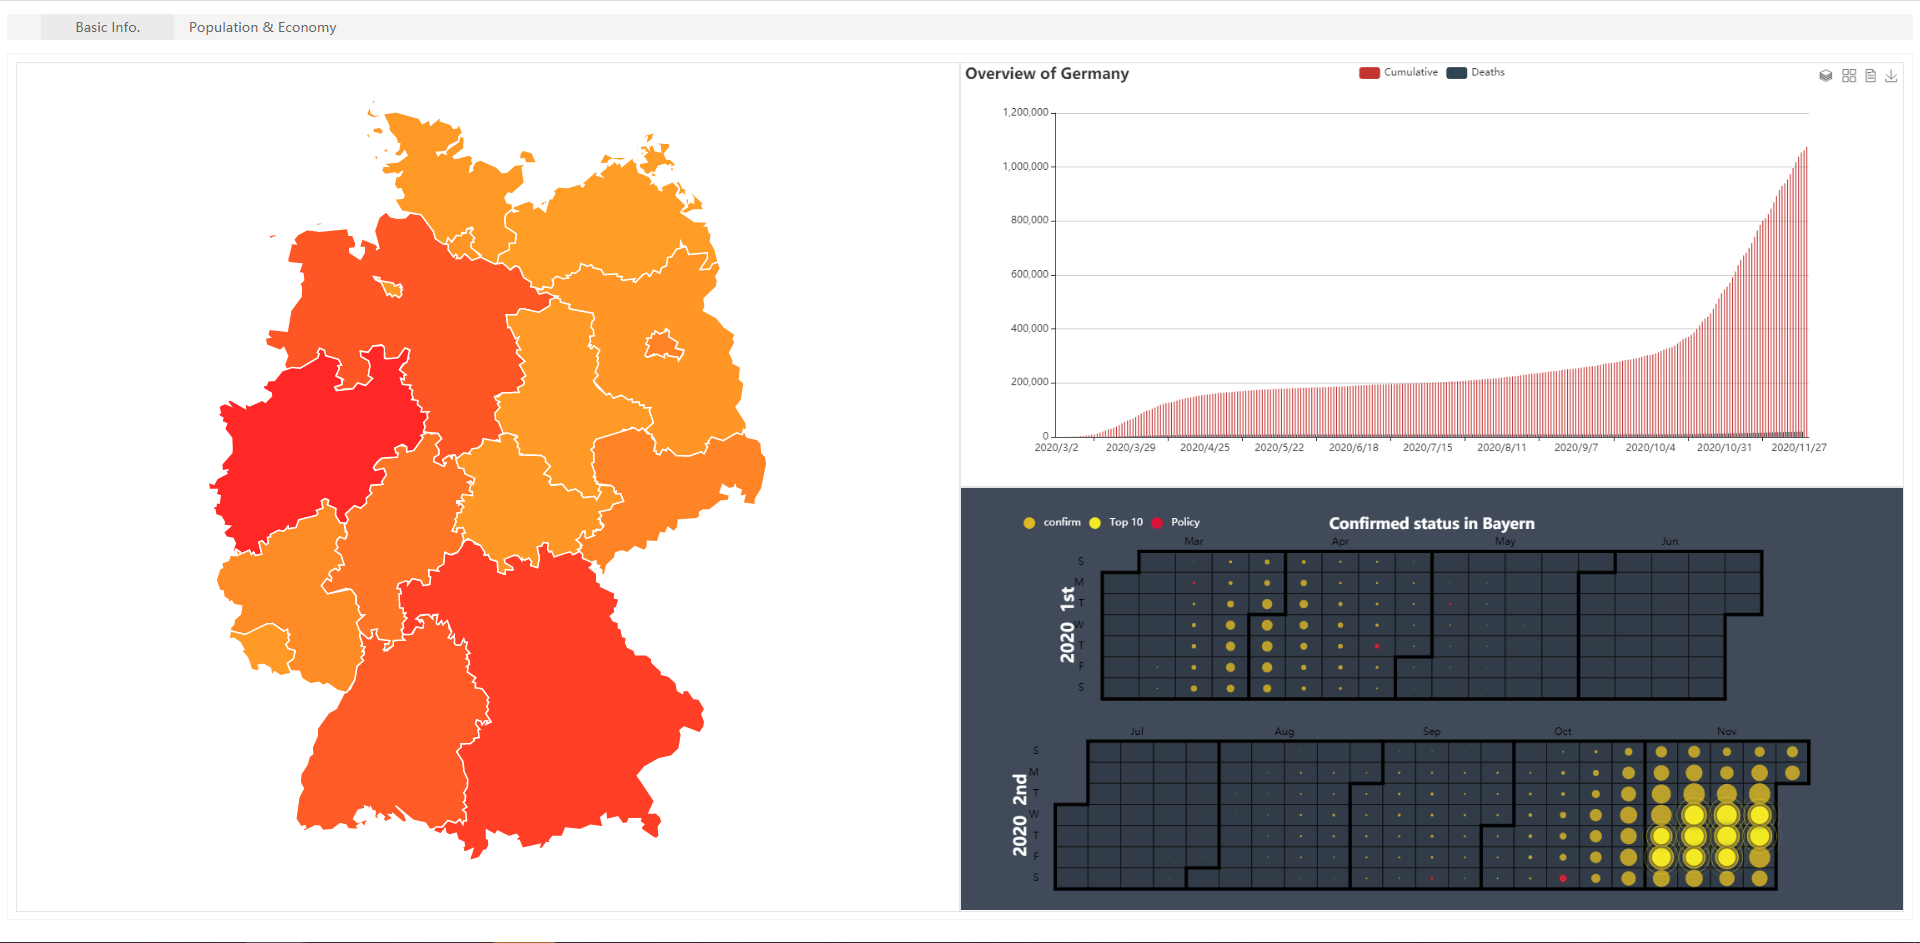 Basic Info. Population & Economy
Overview of Germany
Cumulative Deaths
1,200,000
1,000,000
800,000
600,000
400,000
200,000
0
2020/3/2 2020/3/29 2020/4/25 2020/5/22 2020/6/18 2020/7/15 2020/8/11 2020/9/7 2020/10/4 2020/10/31 2020/11/27
confirm Top 10 Policy
Confirmed status in Bayern
Mar Apr May Jun
2020 1st
S
M
T
W
T
F
S
Jul Aug Sep Oct Nov
2020 2nd
S
M
T
W
T
F
S